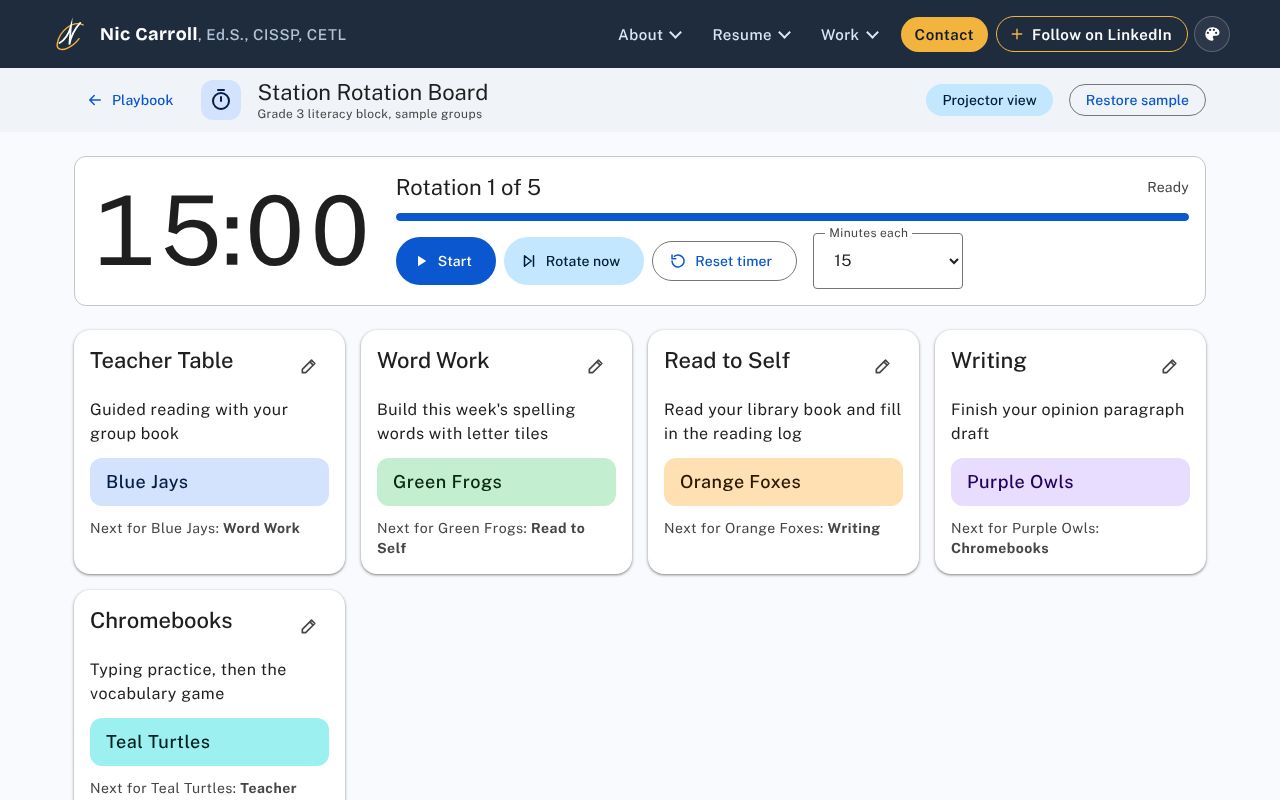 Nic Carroll, Ed.S., CISSP, CETL
About
Resume
Work
Contact
Follow on LinkedIn
Playbook
Station Rotation Board
Grade 3 literacy block, sample groups
Projector view
Restore sample
15:00
Rotation 1 of 5
Ready
Start
Rotate now
Reset timer
Minutes each
15
Teacher Table
Guided reading with your
group book
Blue Jays
Next for Blue Jays: Word Work
Word Work
Build this week's spelling
words with letter tiles
Green Frogs
Next for Green Frogs: Read to
Self
Read to Self
Read your library book and fill
in the reading log
Orange Foxes
Next for Orange Foxes: Writing
Writing
Finish your opinion paragraph
draft
Purple Owls
Next for Purple Owls:
Chromebooks
Chromebooks
Typing practice, then the
vocabulary game
Teal Turtles
Next for Teal Turtles: Teacher